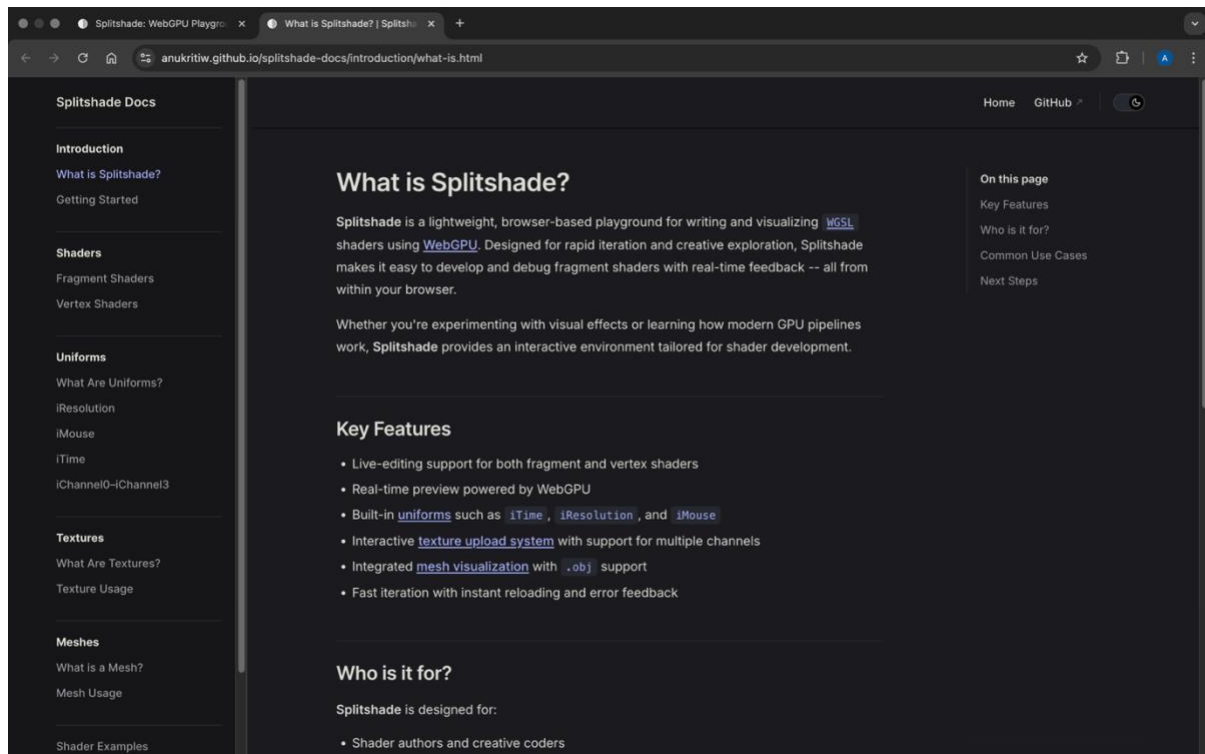 Splitshade: WebGPU Playgro
What is Splitshade? | Splitsh
anukritiw.github.io/splitshade-docs/introduction/what-is.html
A
Splitshade Docs
Introduction
What is Splitshade?
Getting Started
Shaders
Fragment Shaders
Vertex Shaders
Uniforms
What Are Uniforms?
iResolution
iMouse
iTime
iChannel0–iChannel3
Textures
What Are Textures?
Texture Usage
Meshes
What is a Mesh?
Mesh Usage
Shader Examples
Home GitHub
What is Splitshade?
Splitshade is a lightweight, browser-based playground for writing and visualizing WGSL
shaders using WebGPU. Designed for rapid iteration and creative exploration, Splitshade
makes it easy to develop and debug fragment shaders with real-time feedback -- all from
within your browser.
Whether you're experimenting with visual effects or learning how modern GPU pipelines
work, Splitshade provides an interactive environment tailored for shader development.
Key Features
• Live-editing support for both fragment and vertex shaders
• Real-time preview powered by WebGPU
• Built-in uniforms such as iTime, iResolution, and iMouse
• Interactive texture upload system with support for multiple channels
• Integrated mesh visualization with .obj support
• Fast iteration with instant reloading and error feedback
Who is it for?
Splitshade is designed for:
• Shader authors and creative coders
On this page
Key Features
Who is it for?
Common Use Cases
Next Steps